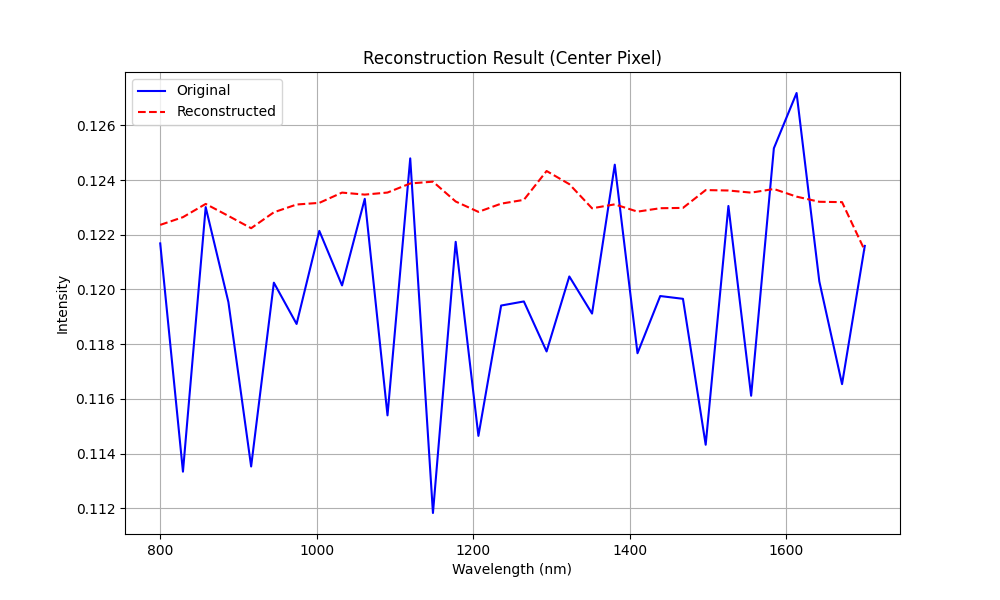 Reconstruction Result (Center Pixel)
Original
Reconstructed
0.126
0.124
0.122
0.120
0.118
0.116
0.114
0.112
Intensity
800 1000 1200 1400 1600
Wavelength (nm)